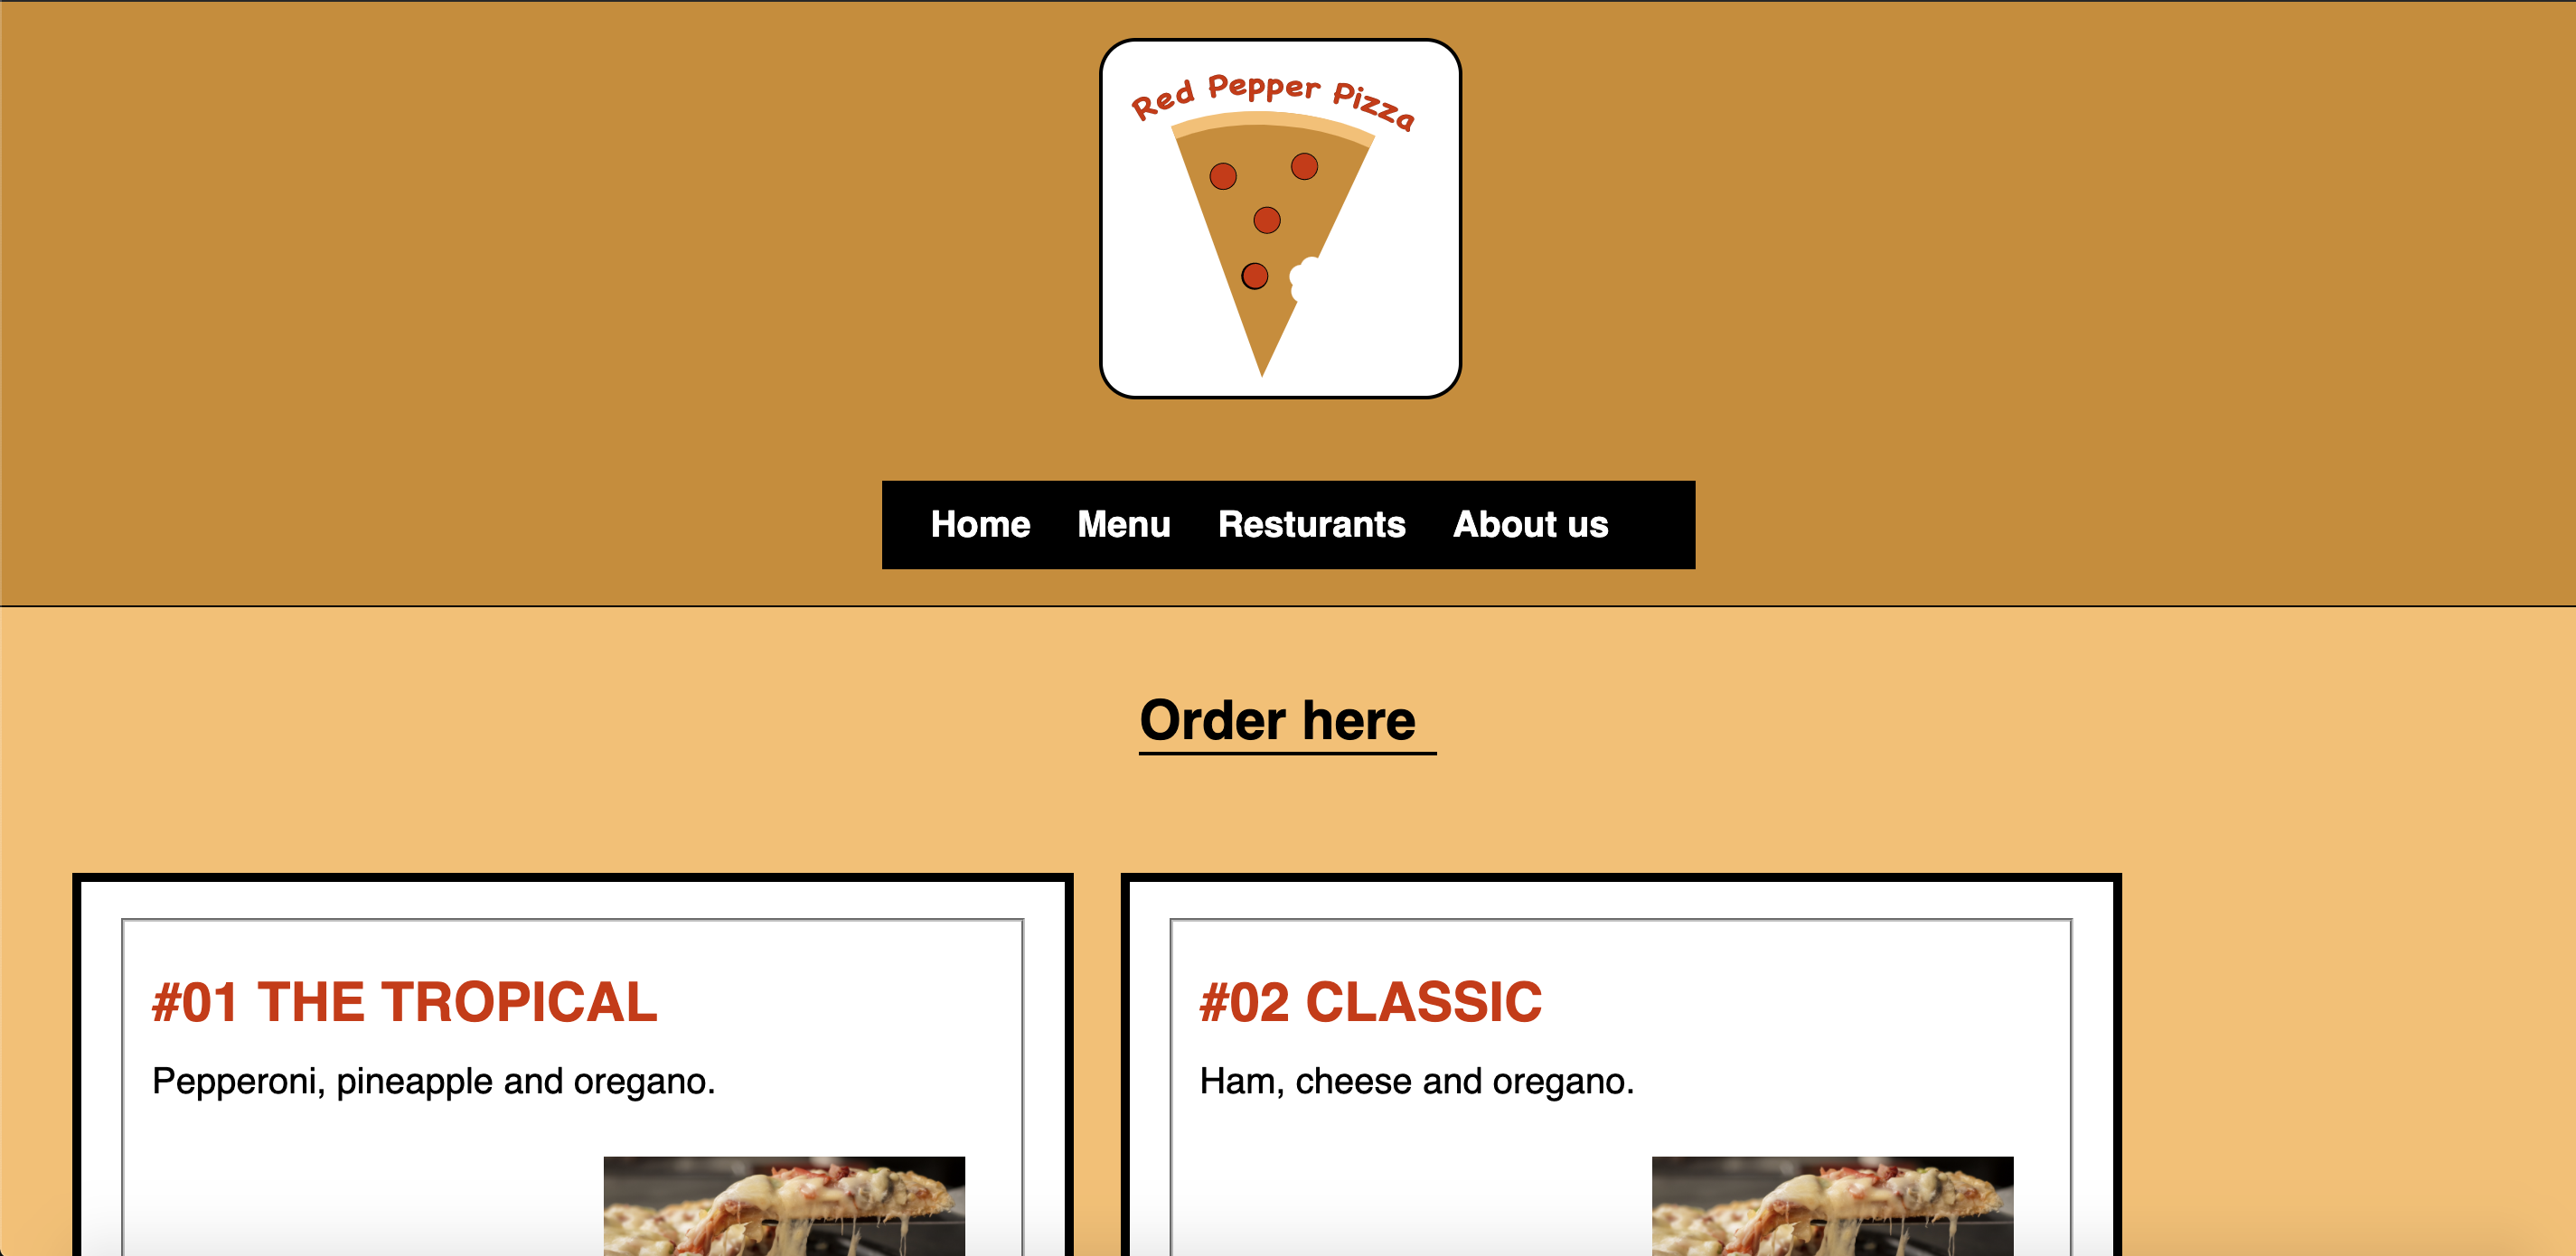 Red Pepper Pizza
Home Menu Resturants About us
Order here
#01 THE TROPICAL
Pepperoni, pineapple and oregano.
#02 CLASSIC
Ham, cheese and oregano.